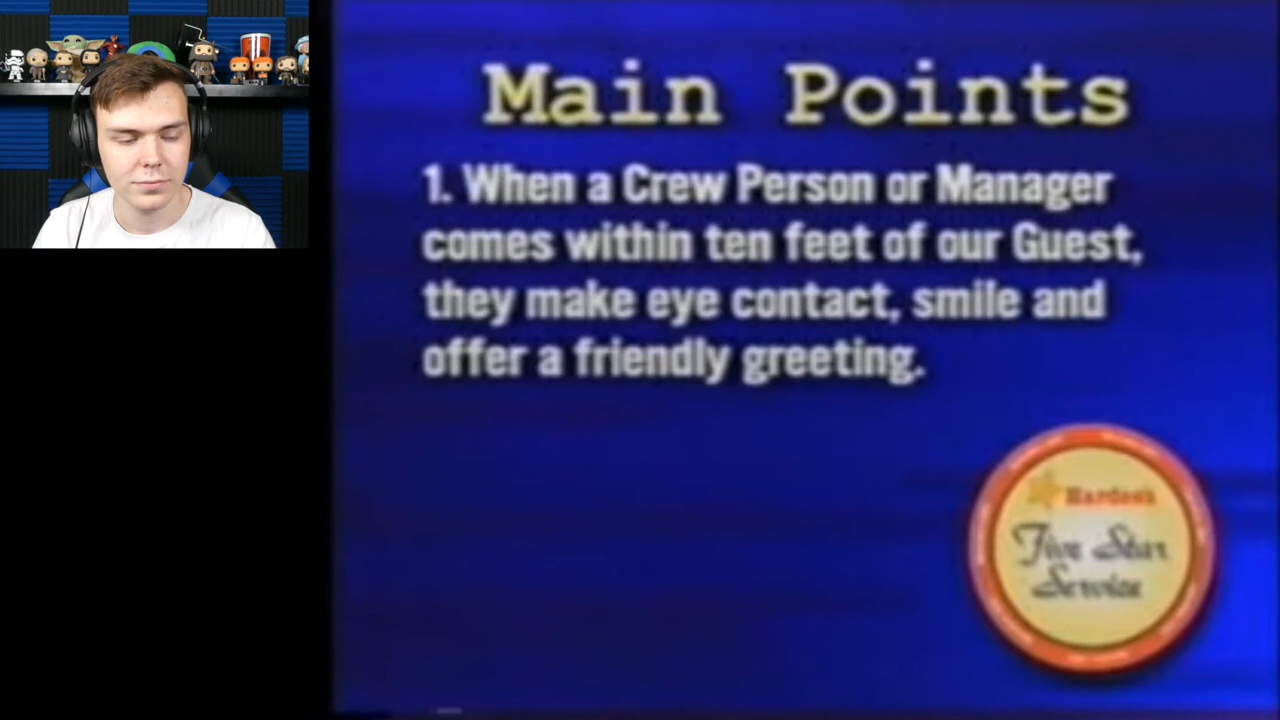 Main Points
1. When a Crew Person or Manager
comes within ten feet of our Guest,
they make eye contact, smile and
offer a friendly greeting.
Hardee's
Five Star
Service